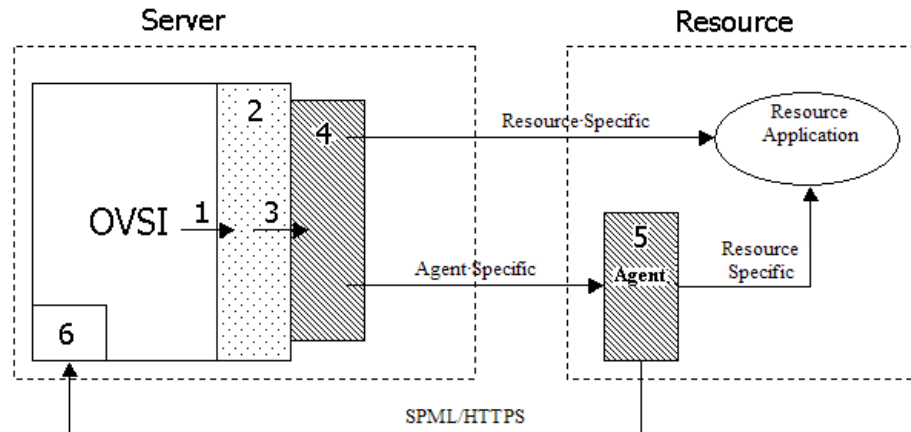 Server
Resource
2
4
Resource·Specific
Resource
Application
OVSI
1
3
5
Agent
Agent·Specific
Resource
Specific
6
SPML/HTTPS